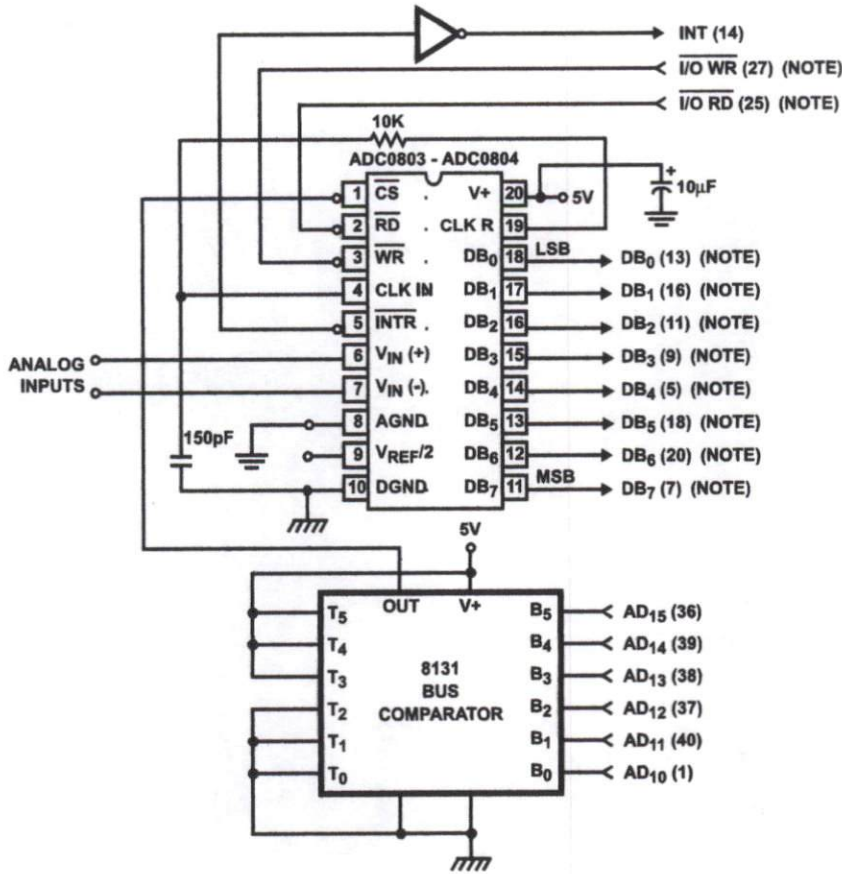 INT (14)
I/O WR (27) (NOTE)
I/O RD (25) (NOTE)
10K
ADC0803 - ADC0804
1 CS V+ 20 5V
10µF
2 RD CLK R 19
3 WR DB0 18 LSB DB0 (13) (NOTE)
4 CLK IN DB1 17 DB1 (16) (NOTE)
5 INTR DB2 16 DB2 (11) (NOTE)
ANALOG INPUTS
6 VIN (+) DB3 15 DB3 (9) (NOTE)
7 VIN (-) DB4 14 DB4 (5) (NOTE)
8 AGND DB5 13 DB5 (18) (NOTE)
150pF
9 VREF/2 DB6 12 DB6 (20) (NOTE)
10 DGND DB7 11 MSB DB7 (7) (NOTE)
5V
OUT V+
T5 B5 AD15 (36)
T4 B4 AD14 (39)
T3 B3 AD13 (38)
8131
BUS
COMPARATOR
T2 B2 AD12 (37)
T1 B1 AD11 (40)
T0 B0 AD10 (1)